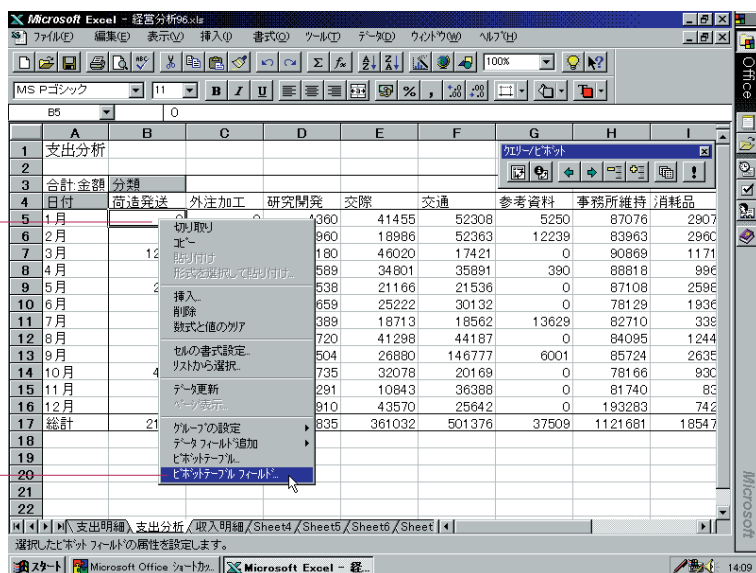 Microsoft Excel - 経営分析96.xls
ファイル(F) 編集(E) 表示(V) 挿入(I) 書式(O) ツール(T) データ(D) ウィンドウ(W) ヘルプ(H)
100%
MS Pゴシック 11 B I U
B5 0
A B C D E F G H I
1 支出分析
クエリー/ピボット
2
3 合計:金額 分類
4 日付 荷造発送 外注加工 研究開発 交際 交通 参考資料 事務所維持 消耗品
5 1月 0 0 4360 41455 52308 5250 87076 2907
6 2月 960 18986 52363 12239 83963 2960
7 3月 12 180 46020 17421 0 90869 1171
8 4月 589 34801 35891 390 88818 996
9 5月 2 538 21166 21536 0 87108 2598
10 6月 659 25222 30132 0 78129 1936
11 7月 389 18713 18562 13629 82710 339
12 8月 720 41298 44187 0 84095 1244
13 9月 504 26880 146777 6001 85724 2635
14 10月 4 735 32078 20169 0 78166 930
15 11月 291 10843 36388 0 81740 83
16 12月 910 43570 25642 0 193283 742
17 総計 21 835 361032 501376 37509 1121681 18547
18
19
20
21
22
切り取り
コピー
貼り付け
形式を選択して貼り付け...
挿入...
削除
数式と値のクリア
セルの書式設定...
リストから選択...
データ更新
ページ表示...
グループの設定
データ フィールド追加
ピボットテーブル...
ピボットテーブル フィールド...
支出明細 支出分析 収入明細 Sheet4 Sheet5 Sheet6 Sheet
選択したピボット フィールドの属性を設定します。
スタート Microsoft Office ショートカッ... Microsoft Excel - 経... 14:09
Office
Microsoft